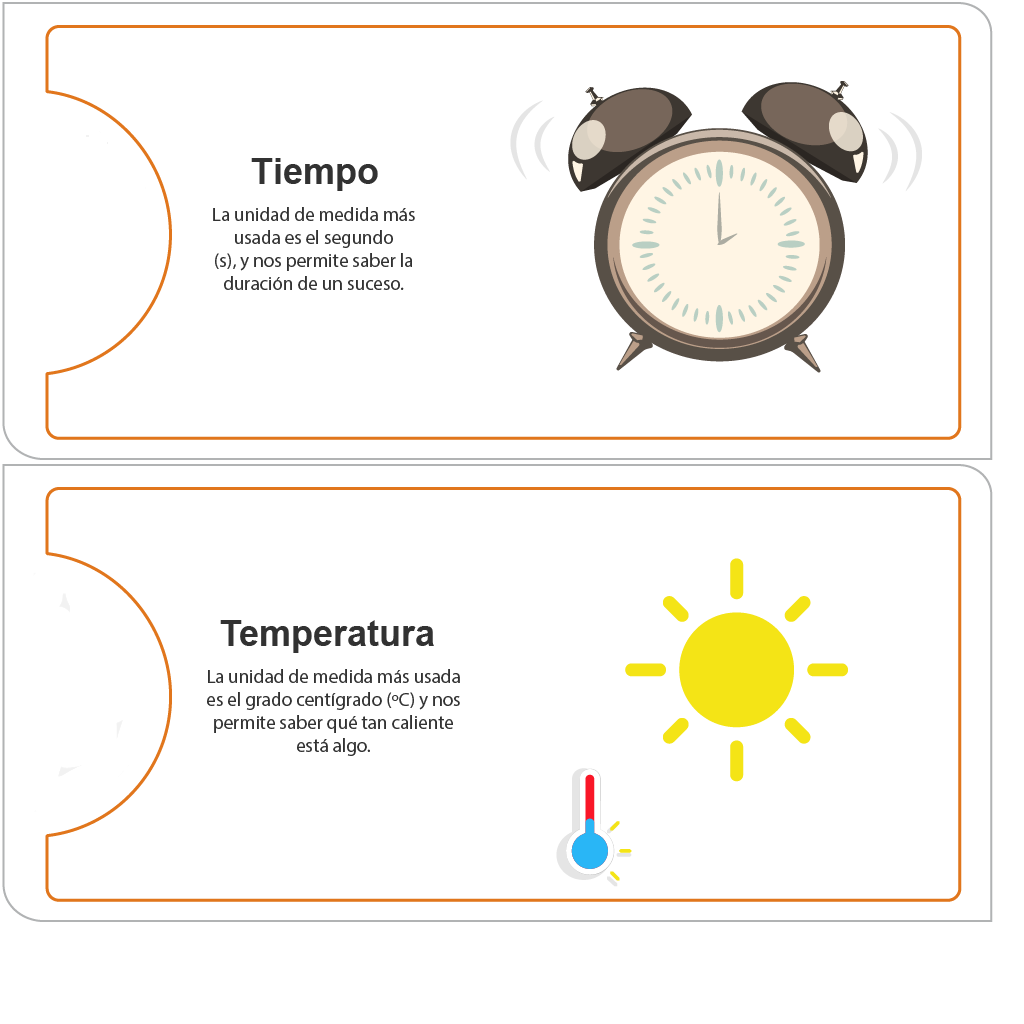 Tiempo
La unidad de medida más
usada es el segundo
(s), y nos permite saber la
duración de un suceso.
Temperatura
La unidad de medida más usada
es el grado centígrado (ºC) y nos
permite saber qué tan caliente
está algo.